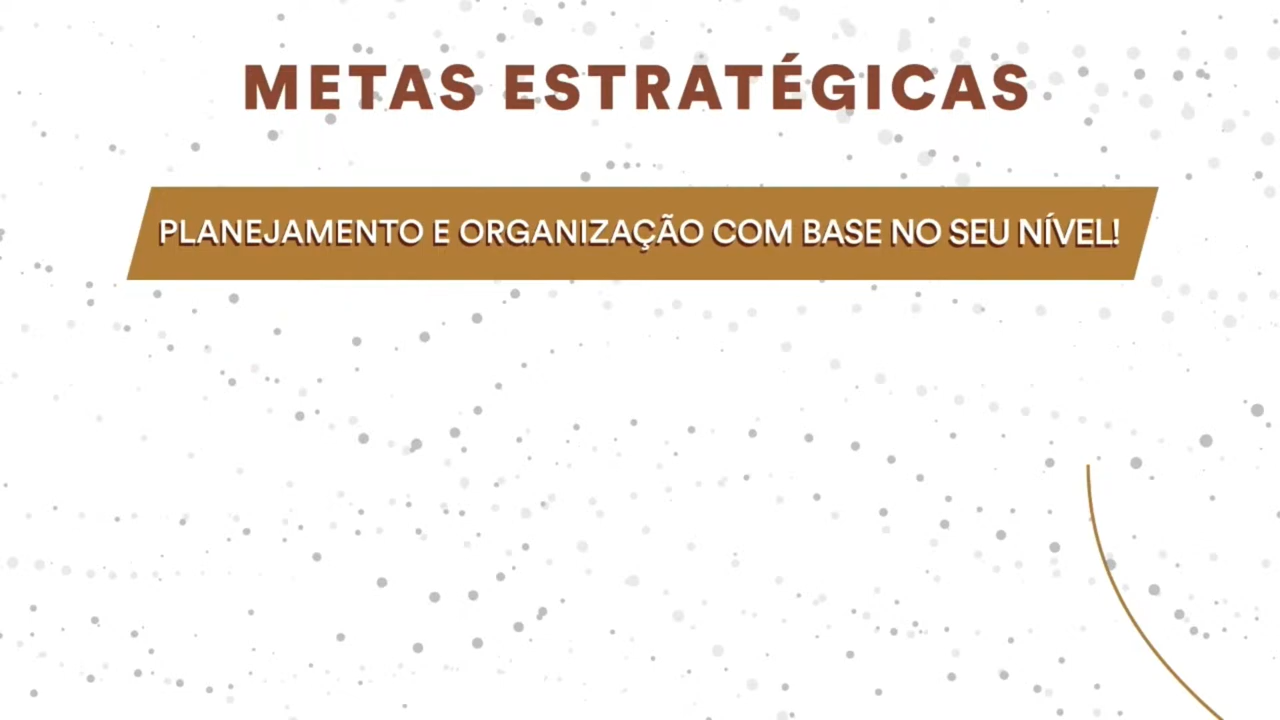 METAS ESTRATÉGICAS
PLANEJAMENTO E ORGANIZAÇÃO COM BASE NO SEU NÍVEL!